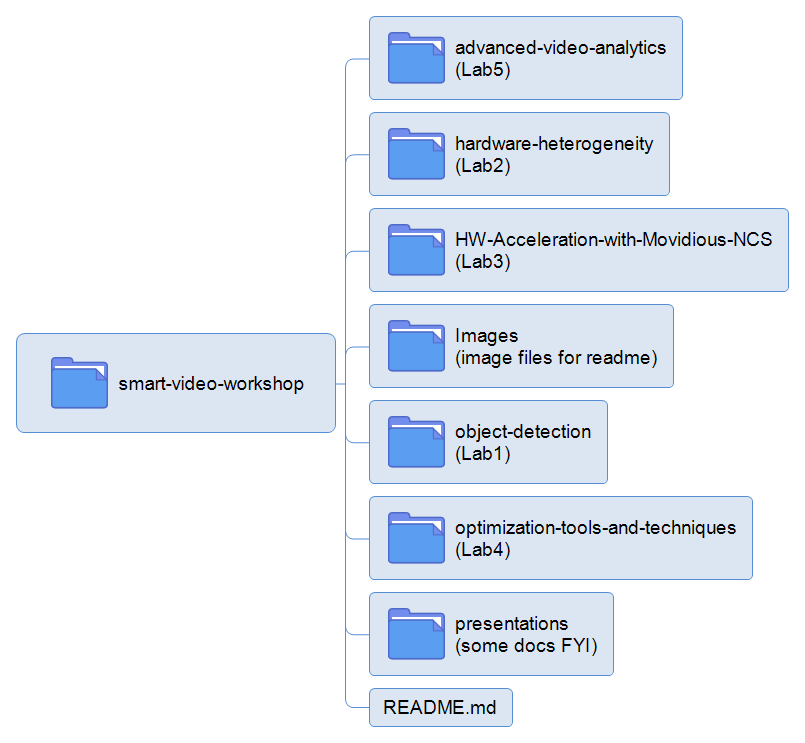 advanced-video-analytics
(Lab5)
hardware-heterogeneity
(Lab2)
HW-Acceleration-with-Movidious-NCS
(Lab3)
Images
(image files for readme)
smart-video-workshop
object-detection
(Lab1)
optimization-tools-and-techniques
(Lab4)
presentations
(some docs FYI)
README.md